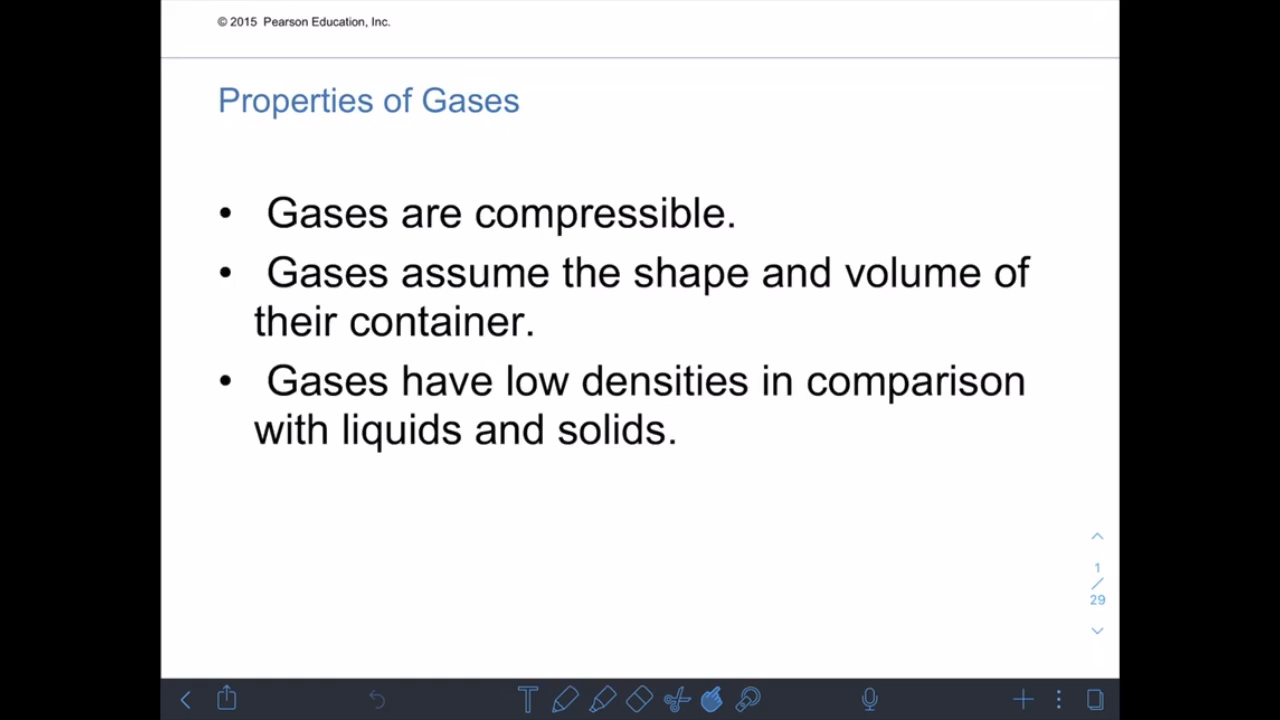 © 2015 Pearson Education, Inc.
Properties of Gases
• Gases are compressible.
• Gases assume the shape and volume of
their container.
• Gases have low densities in comparison
with liquids and solids.
1
/
29